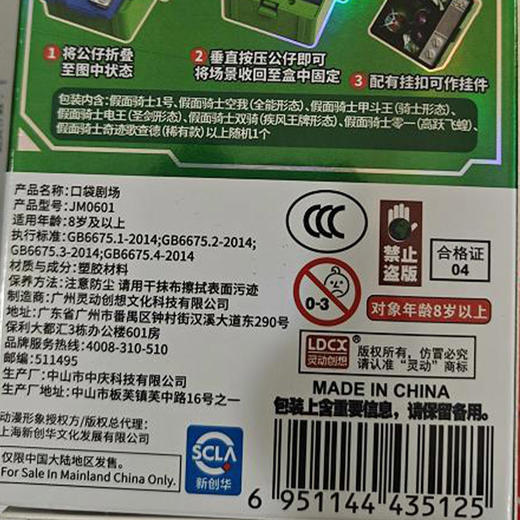 1 将公仔折叠
至图中状态
2 垂直按压公仔即可
将场景收回至盒中固定
3 配有挂扣可作挂件
包装内含：假面骑士1号、假面骑士空我(全能形态)、假面骑士甲斗王(骑士形态)、
假面骑士电王(圣剑形态)、假面骑士双骑(疾风王牌形态)、假面骑士零一(高跃飞蝗)、
假面骑士奇迹歌查德(稀有款)以上随机1个
产品名称：口袋剧场
产品型号：JM0601
适用年龄：8岁及以上
执行标准：GB6675.1-2014;GB6675.2-2014;
GB6675.3-2014;GB6675.4-2014
材质与成分：塑胶材料
保养方法：注意防尘 请用干抹布擦拭表面污迹
制造商：广州灵动创想文化科技有限公司
地址：广东省广州市番禺区钟村街汉溪大道东290号
保利大都汇3栋办公楼601房
品牌服务热线：4008-310-510
邮编：511495
生产厂：中山市中庆科技有限公司
生产厂地址：中山市板芙镇芙中路16号之一
动漫形象授权方/版权总代理：
上海新创华文化发展有限公司
仅限中国大陆地区发售。
For Sale In Mainland China Only.
CCC
禁止
盗版
合格证
04
0-3
对象年龄8岁以上
LDCX
灵动创想
版权所有，仿冒必究
请认准“灵动”商标
MADE IN CHINA
包装上含重要信息，请保留备用。
SCLA
新创华
6 951144 435125